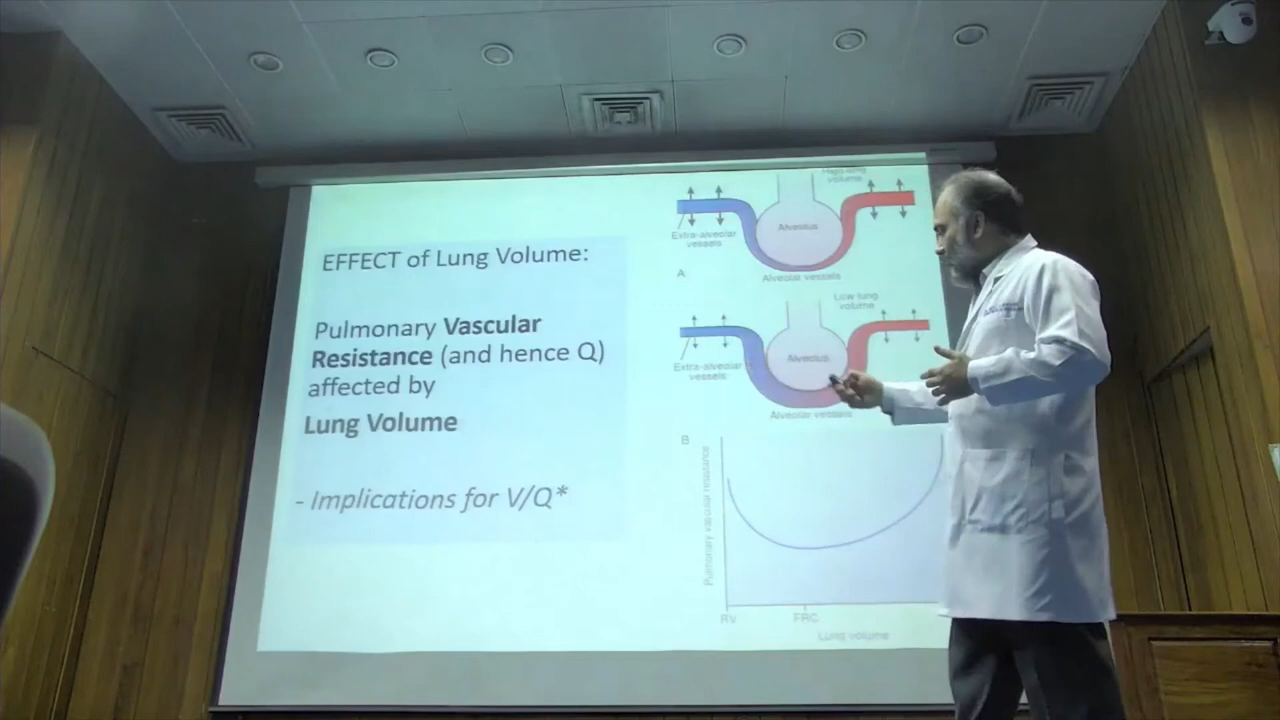 EFFECT of Lung Volume:
Pulmonary Vascular
Resistance (and hence Q)
affected by
Lung Volume
- Implications for V/Q*
High lung
volume
Alveolus
Extra-alveolar
vessels
A
Alveolar vessels
Low lung
volume
Alveolus
Extra-alveolar
vessels
Alveolar vessels
B
Pulmonary vascular resistance
RV
FRC
Lung volume